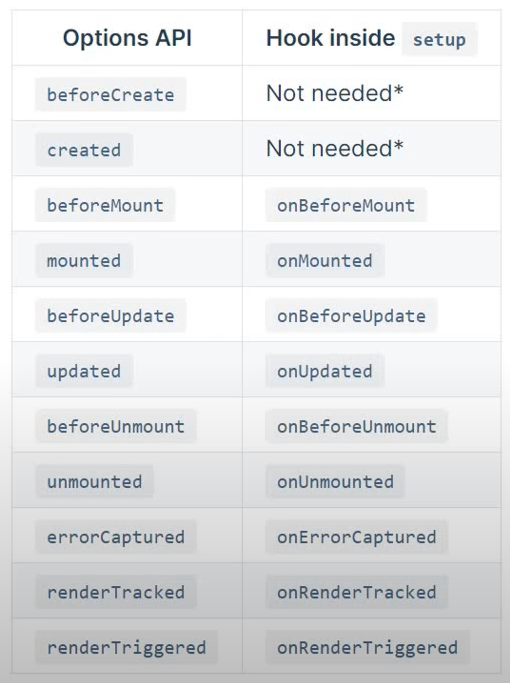 Options API Hook inside setup
beforeCreate Not needed*
created Not needed*
beforeMount onBeforeMount
mounted onMounted
beforeUpdate onBeforeUpdate
updated onUpdated
beforeUnmount onBeforeUnmount
unmounted onUnmounted
errorCaptured onErrorCaptured
renderTracked onRenderTracked
renderTriggered onRenderTriggered